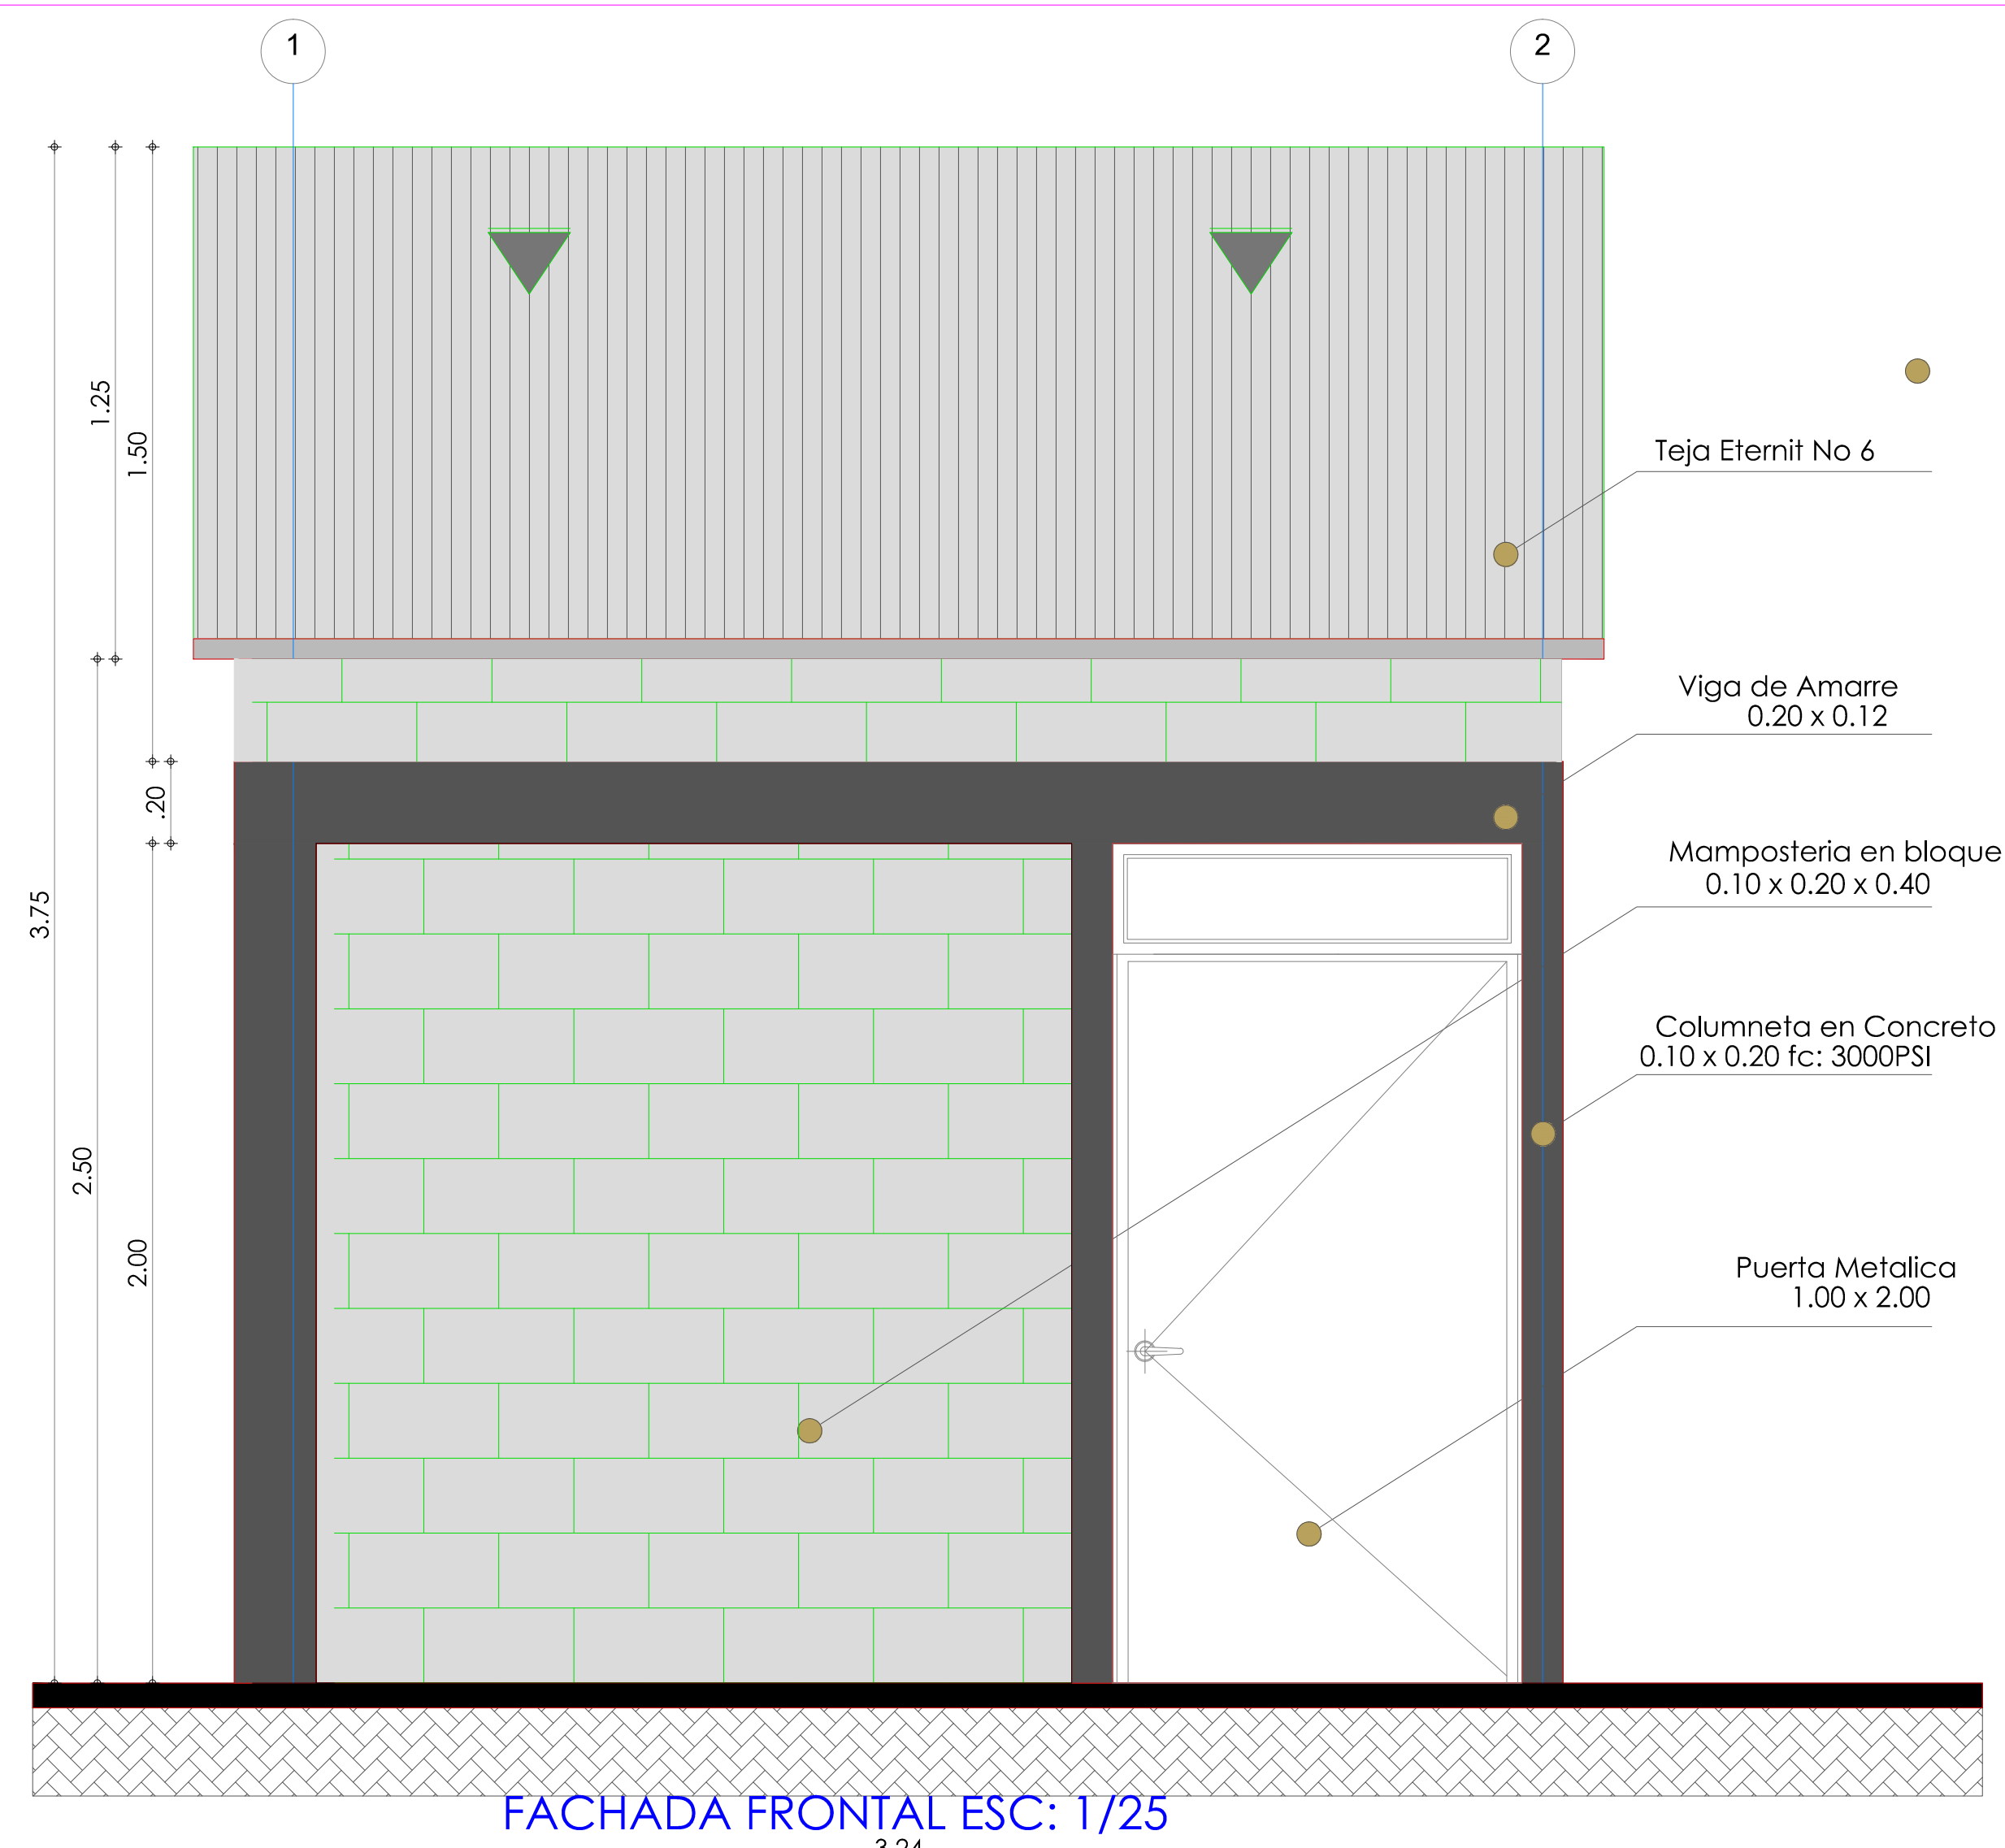 1
2
1.25
1.50
Teja Eternit No 6
Viga de Amarre
0.20 x 0.12
.20
Mamposteria en bloque
0.10 x 0.20 x 0.40
3.75
Columneta en Concreto
0.10 x 0.20 fc: 3000PSI
2.50
2.00
Puerta Metalica
1.00 x 2.00
FACHADA FRONTAL ESC: 1/25